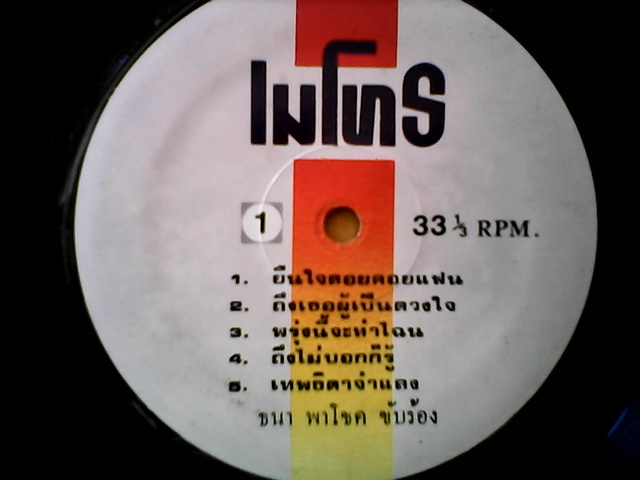 เมโทร
1
33 ⅓ RPM.
1. ยืนใจคอยคอยแฟน
2. ถึงเธอผู้เป็นดวงใจ
3. พรุ่งนี้จะทำไฉน
4. ถึงไม่บอกก็รู้
5. เทพธิดาจำแลง
ธนา พาโชค ขับร้อง